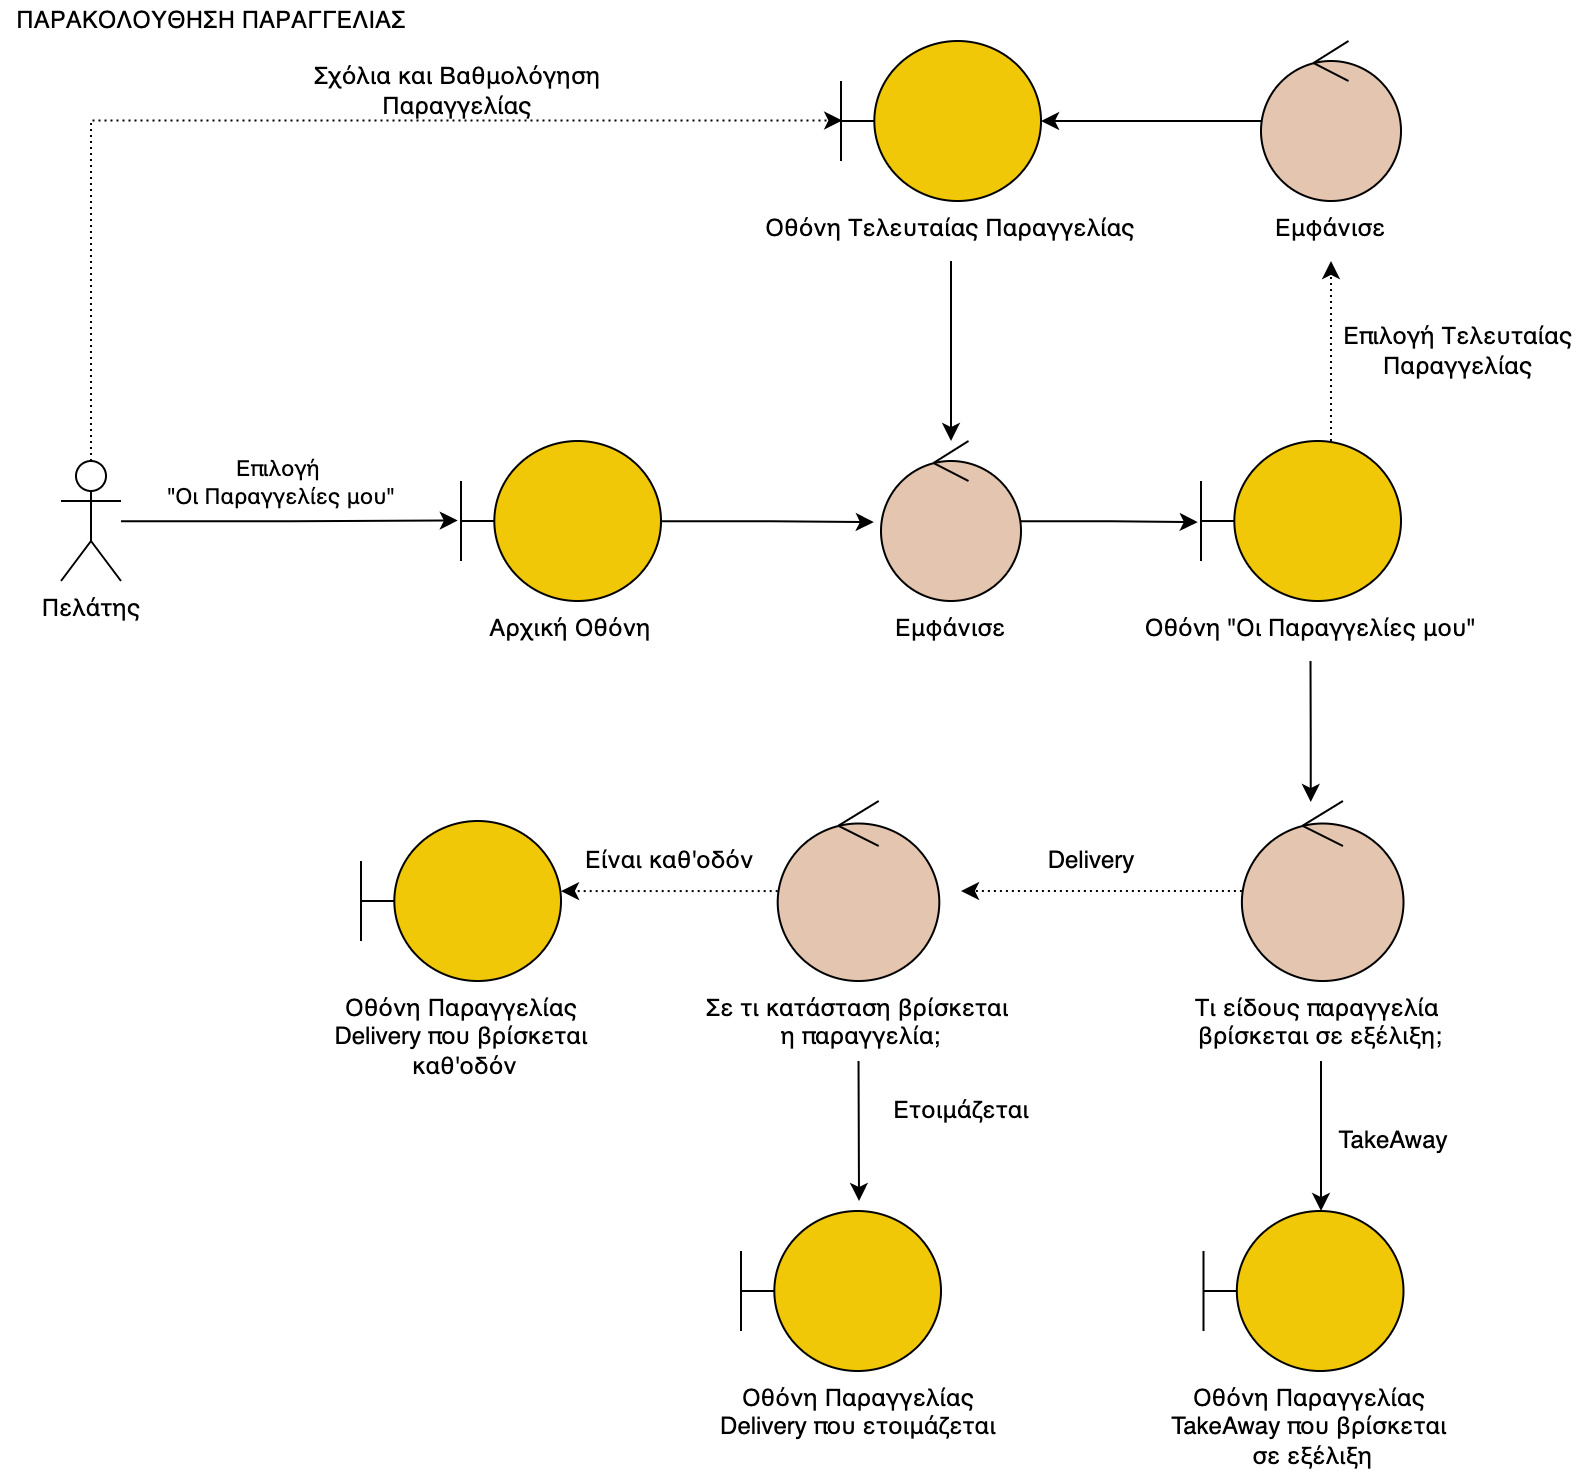 ΠΑΡΑΚΟΛΟΥΘΗΣΗ ΠΑΡΑΓΓΕΛΙΑΣ
Σχόλια και Βαθμολόγηση
Παραγγελίας
Οθόνη Τελευταίας Παραγγελίας
Εμφάνισε
Επιλογή Τελευταίας
Παραγγελίας
Επιλογή
"Οι Παραγγελίες μου"
Πελάτης
Αρχική Οθόνη
Εμφάνισε
Οθόνη "Οι Παραγγελίες μου"
Είναι καθ'οδόν
Delivery
Οθόνη Παραγγελίας
Delivery που βρίσκεται
καθ'οδόν
Σε τι κατάσταση βρίσκεται
η παραγγελία;
Τι είδους παραγγελία
βρίσκεται σε εξέλιξη;
Ετοιμάζεται
TakeAway
Οθόνη Παραγγελίας
Delivery που ετοιμάζεται
Οθόνη Παραγγελίας
TakeAway που βρίσκεται
σε εξέλιξη